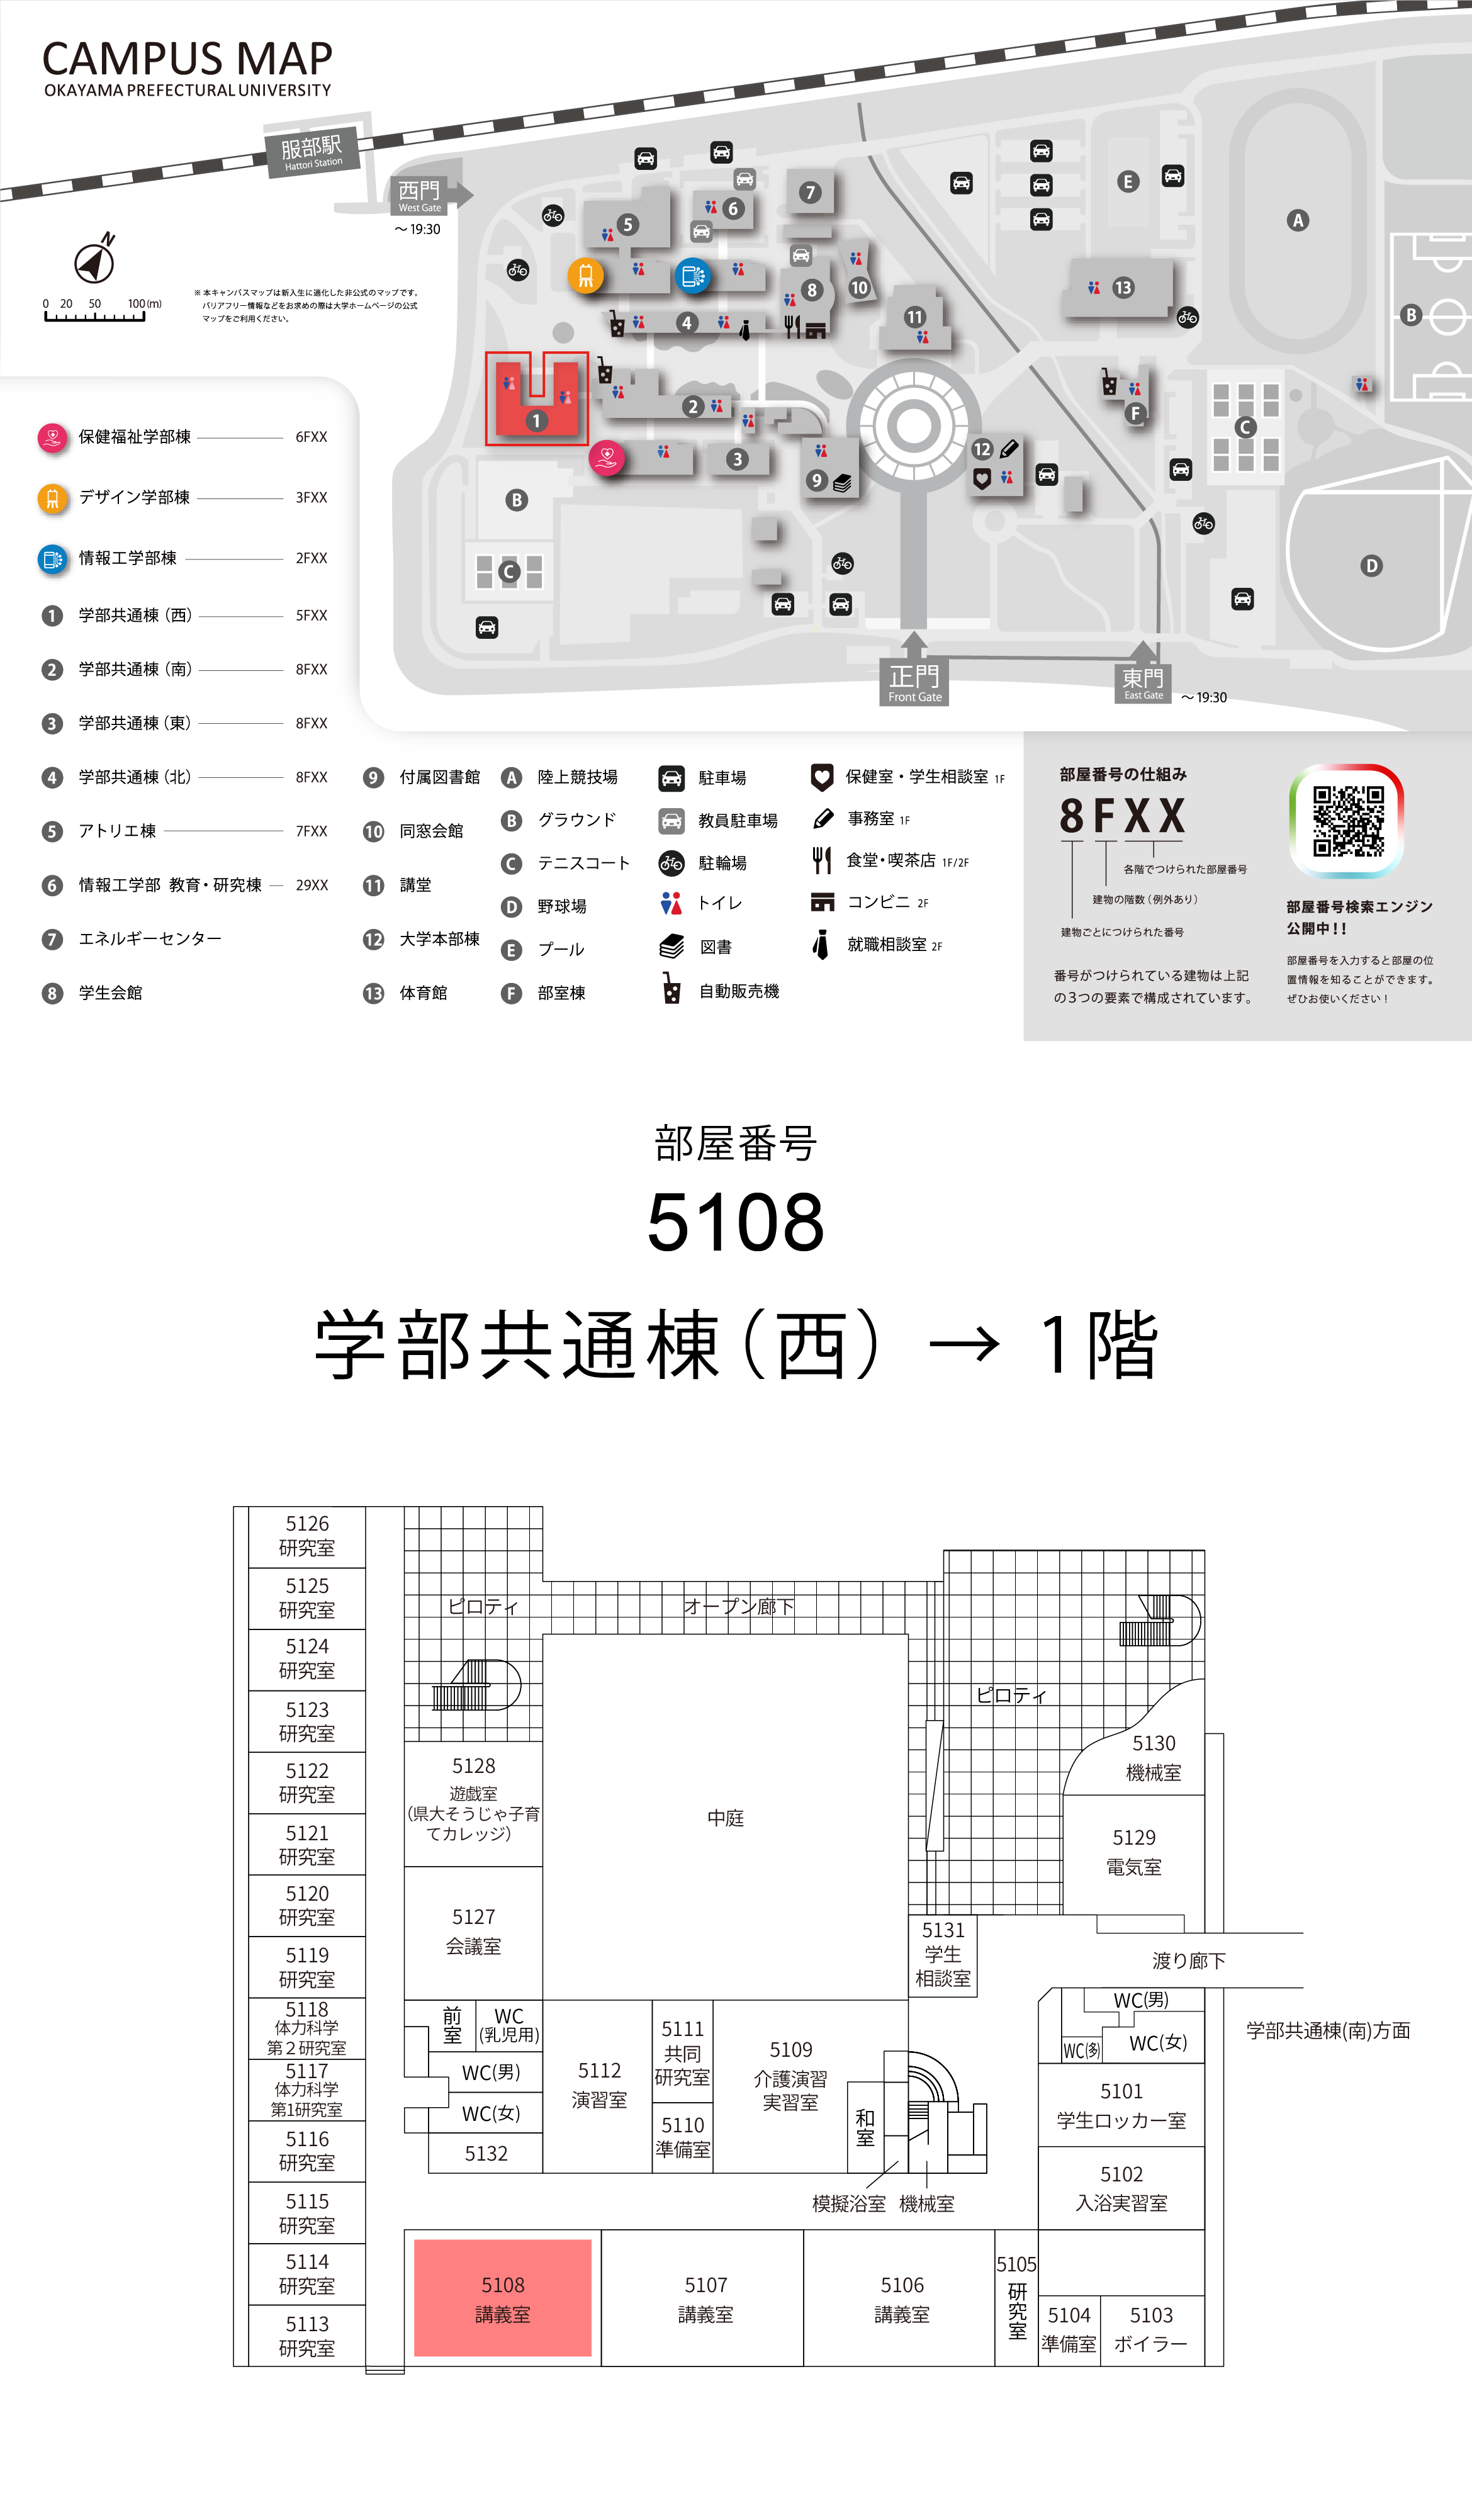 CAMPUS MAP
OKAYAMA PREFECTURAL UNIVERSITY
服部駅
Hattori Station
西門
West Gate
～19:30
N
0 20 50 100(m)
※ 本キャンパスマップは新入生に適化した非公式のマップです。
バリアフリー情報などをお求めの際は大学ホームページの公式
マップをご利用ください。
5
6
7
8
10
4
11
13
1
2
3
9
12
A
B
C
D
E
F
B
C
正門
Front Gate
東門
East Gate
～19:30
保健福祉学部棟 6FXX
デザイン学部棟 3FXX
情報工学部棟 2FXX
1 学部共通棟（西） 5FXX
2 学部共通棟（南） 8FXX
3 学部共通棟（東） 8FXX
4 学部共通棟（北） 8FXX
5 アトリエ棟 7FXX
6 情報工学部 教育・研究棟 29XX
7 エネルギーセンター
8 学生会館
9 付属図書館
10 同窓会館
11 講堂
12 大学本部棟
13 体育館
A 陸上競技場
B グラウンド
C テニスコート
D 野球場
E プール
F 部室棟
駐車場
教員駐車場
駐輪場
トイレ
図書
自動販売機
保健室・学生相談室 1F
事務室 1F
食堂・喫茶店 1F/2F
コンビニ 2F
就職相談室 2F
部屋番号の仕組み
8FXX
各階でつけられた部屋番号
建物の階数（例外あり）
建物ごとにつけられた番号
番号がつけられている建物は上記
の３つの要素で構成されています。
部屋番号検索エンジン
公開中！！
部屋番号を入力すると部屋の位
置情報を知ることができます。
ぜひお使いください！
部屋番号
5108
学部共通棟（西）→ 1階
5126
研究室
5125
研究室
5124
研究室
5123
研究室
5122
研究室
5121
研究室
5120
研究室
5119
研究室
5118
体力科学
第２研究室
5117
体力科学
第1研究室
5116
研究室
5115
研究室
5114
研究室
5113
研究室
ピロティ
オープン廊下
ピロティ
5128
遊戯室
（県大そうじゃ子育
てカレッジ）
5127
会議室
中庭
5130
機械室
5129
電気室
5131
学生
相談室
渡り廊下
学部共通棟(南)方面
前室
WC
(乳児用)
WC(男)
WC(女)
5132
5112
演習室
5111
共同
研究室
5110
準備室
5109
介護演習
実習室
和室
模擬浴室
機械室
WC(男)
WC(多)
WC(女)
5101
学生ロッカー室
5102
入浴実習室
5108
講義室
5107
講義室
5106
講義室
5105
研究室
5104
準備室
5103
ボイラー